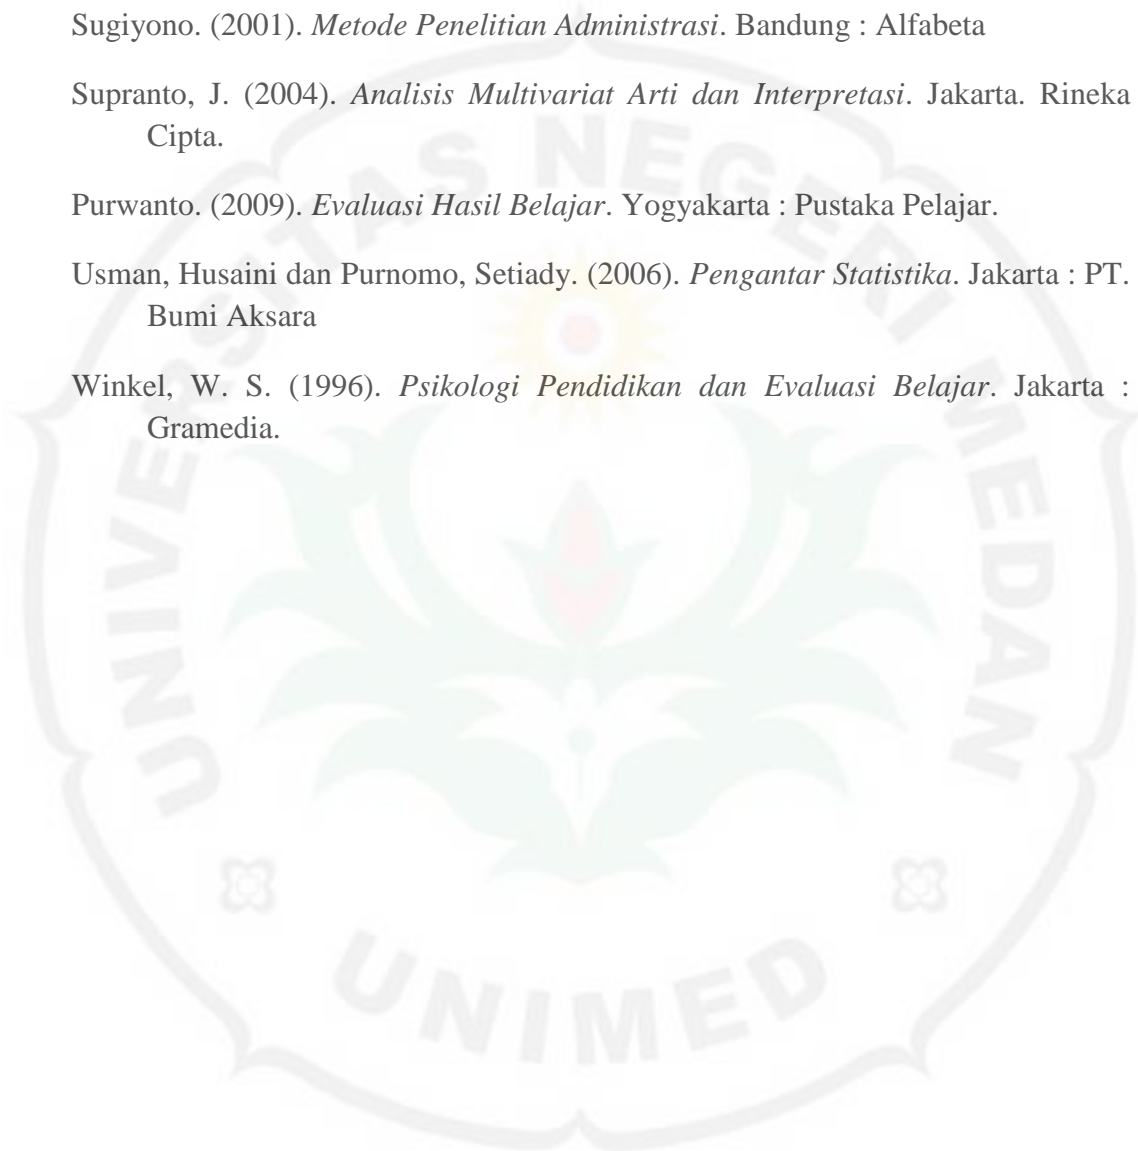 Sugiyono. (2001). Metode Penelitian Administrasi. Bandung : Alfabeta
Supranto, J. (2004). Analisis Multivariat Arti dan Interpretasi. Jakarta. Rineka
Cipta.
Purwanto. (2009). Evaluasi Hasil Belajar. Yogyakarta : Pustaka Pelajar.
Usman, Husaini dan Purnomo, Setiady. (2006). Pengantar Statistika. Jakarta : PT.
Bumi Aksara
Winkel, W. S. (1996). Psikologi Pendidikan dan Evaluasi Belajar. Jakarta :
Gramedia.
UNIVERSITAS NEGERI MEDAN
UNIMED